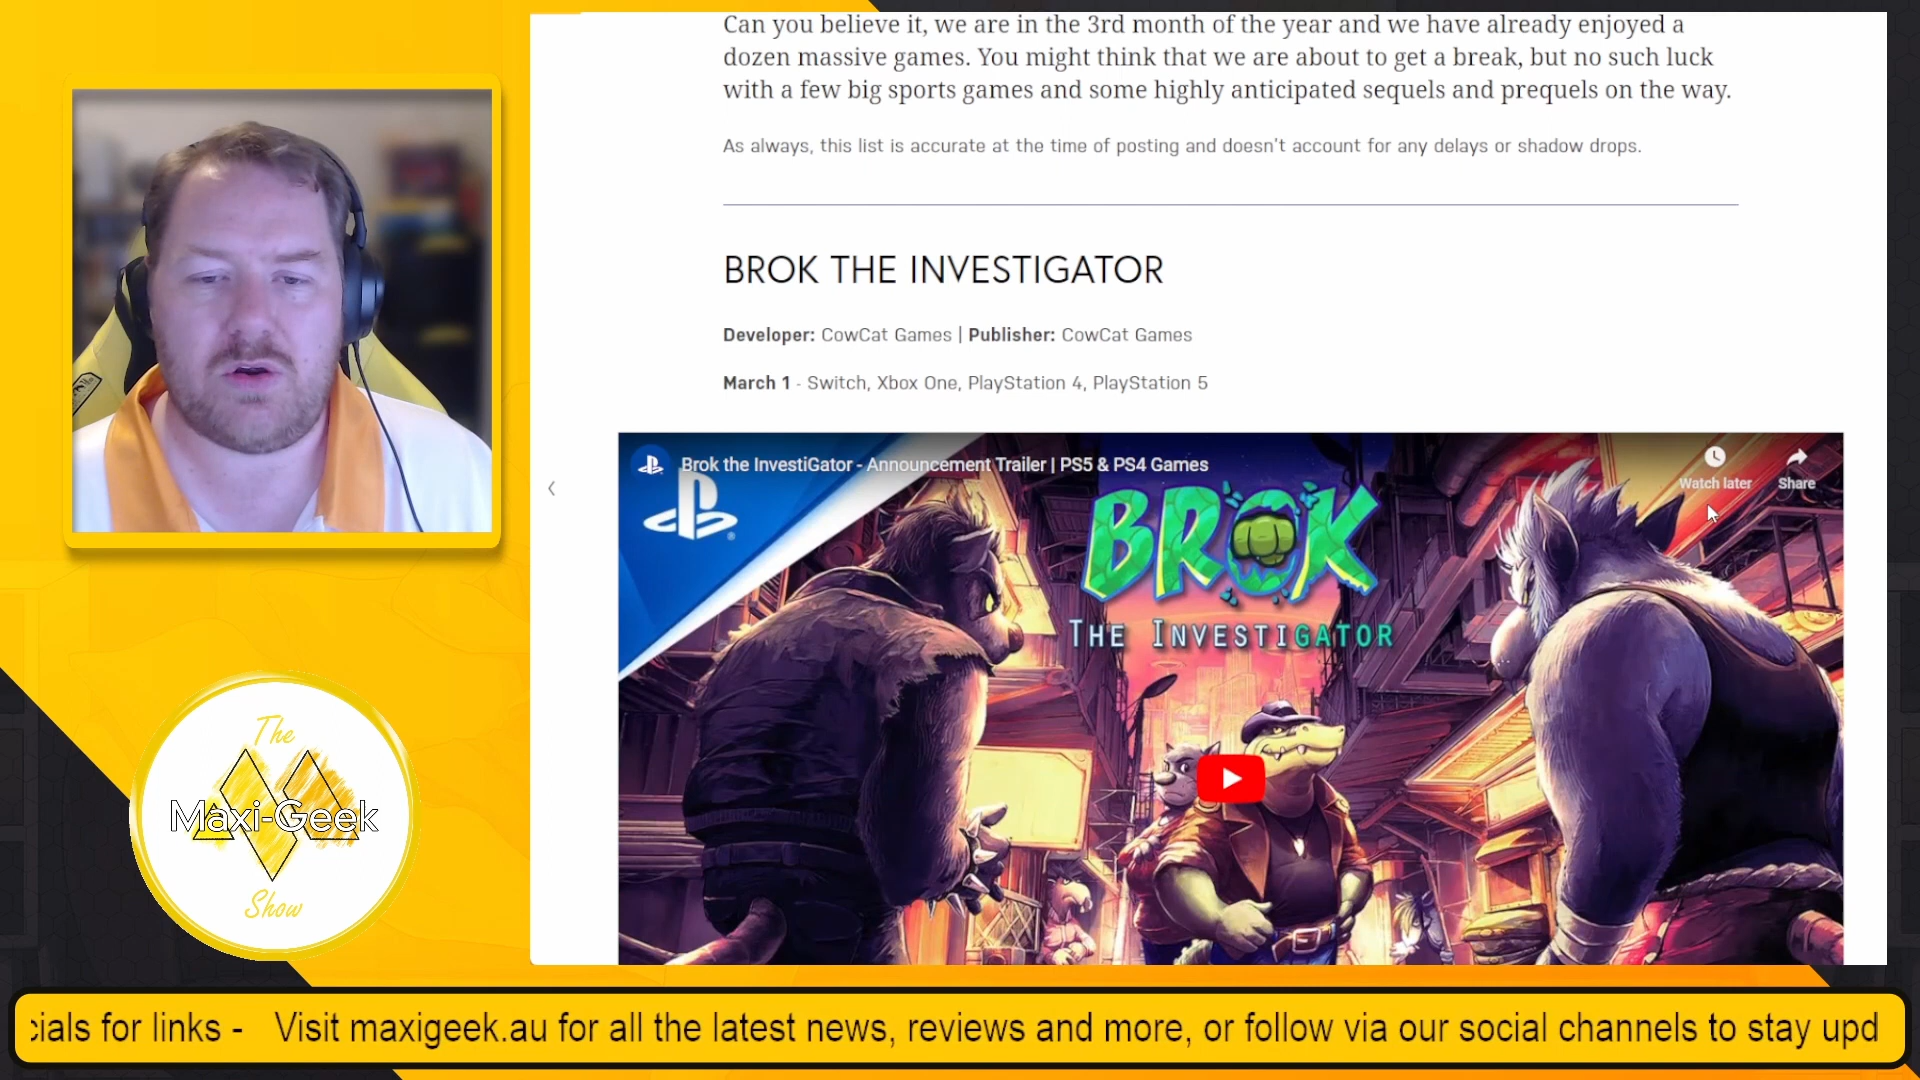 Can you believe it, we are in the 3rd month of the year and we have already enjoyed a
dozen massive games. You might think that we are about to get a break, but no such luck
with a few big sports games and some highly anticipated sequels and prequels on the way.
As always, this list is accurate at the time of posting and doesn't account for any delays or shadow drops.
BROK THE INVESTIGATOR
Developer: CowCat Games | Publisher: CowCat Games
March 1 - Switch, Xbox One, PlayStation 4, PlayStation 5
Brok the InvestiGator - Announcement Trailer | PS5 & PS4 Games
Watch later
Share
BROK
THE INVESTIGATOR
The
Maxi-Geek
Show
cials for links - Visit maxigeek.au for all the latest news, reviews and more, or follow via our social channels to stay upd